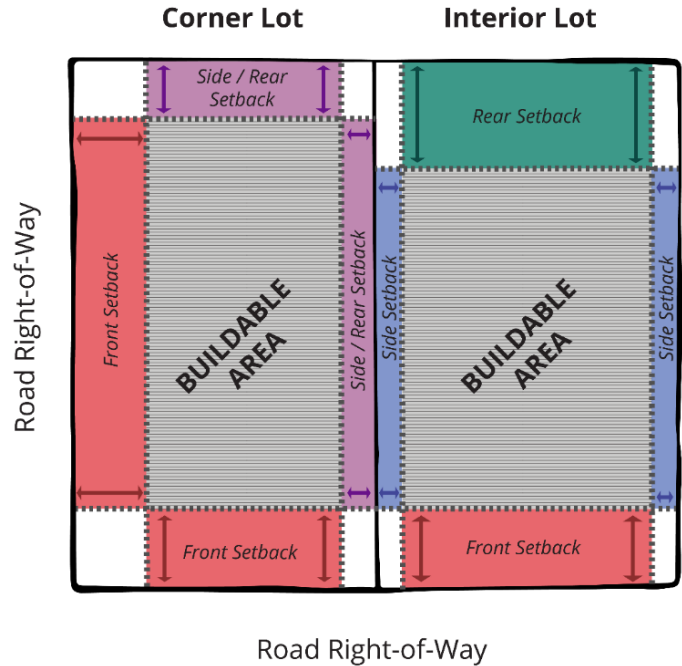 Corner Lot
Interior Lot
Side / Rear
Setback
Rear Setback
Road Right-of-Way
Front Setback
BUILDABLE
AREA
Side / Rear Setback
Side Setback
BUILDABLE
AREA
Side Setback
Front Setback
Front Setback
Road Right-of-Way